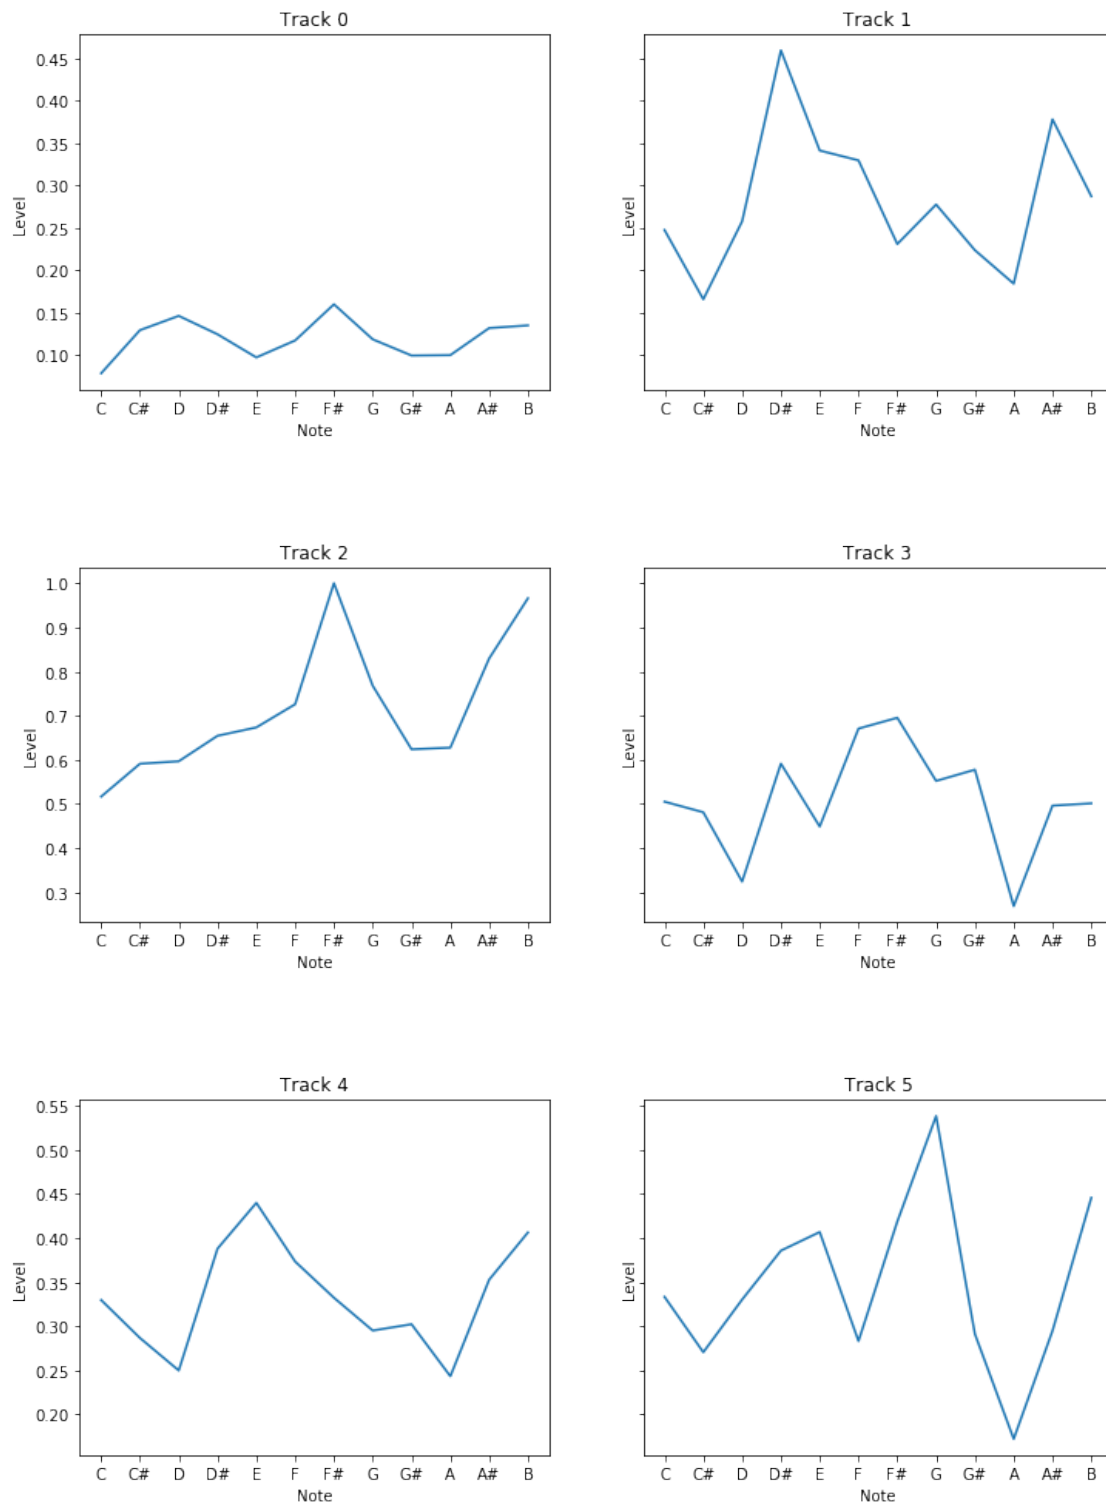 Track 0
Level
0.45
0.40
0.35
0.30
0.25
0.20
0.15
0.10
C C# D D# E F F# G G# A A# B
Note
Track 1
Level
C C# D D# E F F# G G# A A# B
Note
Track 2
Level
1.0
0.9
0.8
0.7
0.6
0.5
0.4
0.3
C C# D D# E F F# G G# A A# B
Note
Track 3
Level
C C# D D# E F F# G G# A A# B
Note
Track 4
Level
0.55
0.50
0.45
0.40
0.35
0.30
0.25
0.20
C C# D D# E F F# G G# A A# B
Note
Track 5
Level
C C# D D# E F F# G G# A A# B
Note